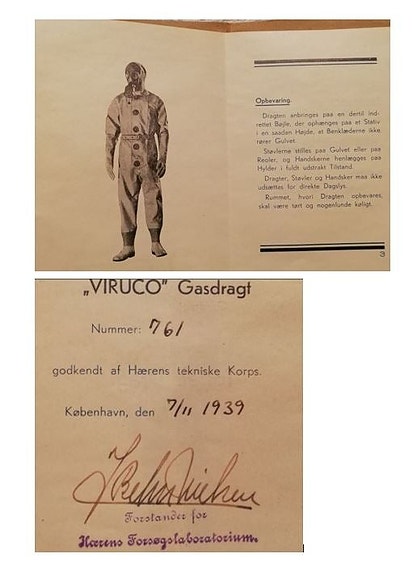 Opbevaring.
Dragten anbringes paa en dertil ind-
rettet Bøjle, der ophænges paa et Stativ
i en saadan Højde, at Benklæderne ikke
rører Gulvet.
Støvlerne stilles paa Gulvet eller paa
Reoler, og Handskerne henlægges paa
Hylder i fuldt udstrakt Tilstand.
Dragter, Støvler og Handsker maa ikke
udsættes for direkte Dagslys.
Rummet, hvori Dragten opbevares,
skal være tørt og nogenlunde køligt.
3
„VIRUCO" Gasdragt
Nummer: 761
godkendt af Hærens tekniske Korps.
København, den 7/11 1939
Forstander for
Hærens Forsøgslaboratorium.